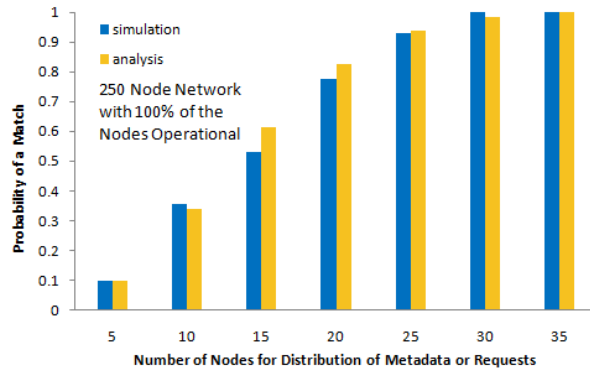 1
0.9
0.8
0.7
0.6
0.5
0.4
0.3
0.2
0.1
0
Probability of a Match
simulation
analysis
250 Node Network
with 100% of the
Nodes Operational
5 10 15 20 25 30 35
Number of Nodes for Distribution of Metadata or Requests